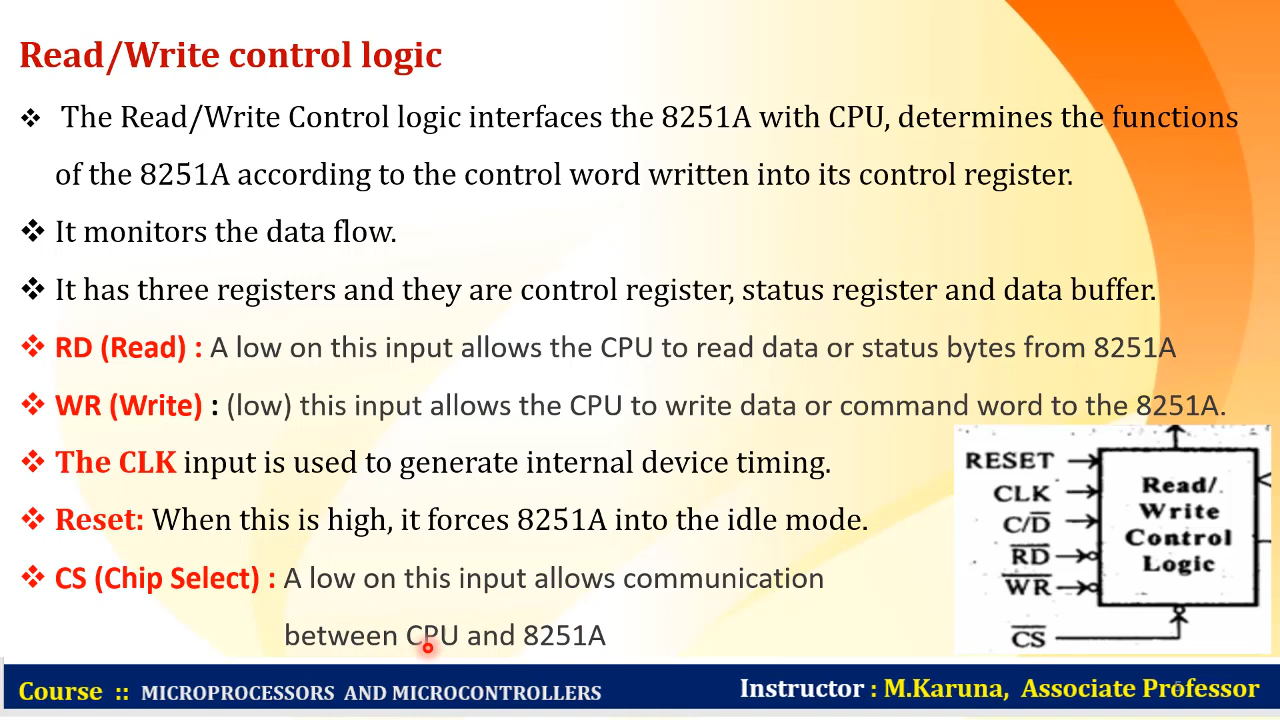 Read/Write control logic
❖ The Read/Write Control logic interfaces the 8251A with CPU, determines the functions
of the 8251A according to the control word written into its control register.
❖ It monitors the data flow.
❖ It has three registers and they are control register, status register and data buffer.
❖ RD (Read) : A low on this input allows the CPU to read data or status bytes from 8251A
❖ WR (Write) : (low) this input allows the CPU to write data or command word to the 8251A.
❖ The CLK input is used to generate internal device timing.
❖ Reset: When this is high, it forces 8251A into the idle mode.
❖ CS (Chip Select) : A low on this input allows communication
between CPU and 8251A
RESET
CLK
C/D̅
R̅D̅
W̅R̅
C̅S̅
Read/
Write
Control
Logic
Course :: MICROPROCESSORS AND MICROCONTROLLERS
Instructor : M.Karuna, Associate Professor